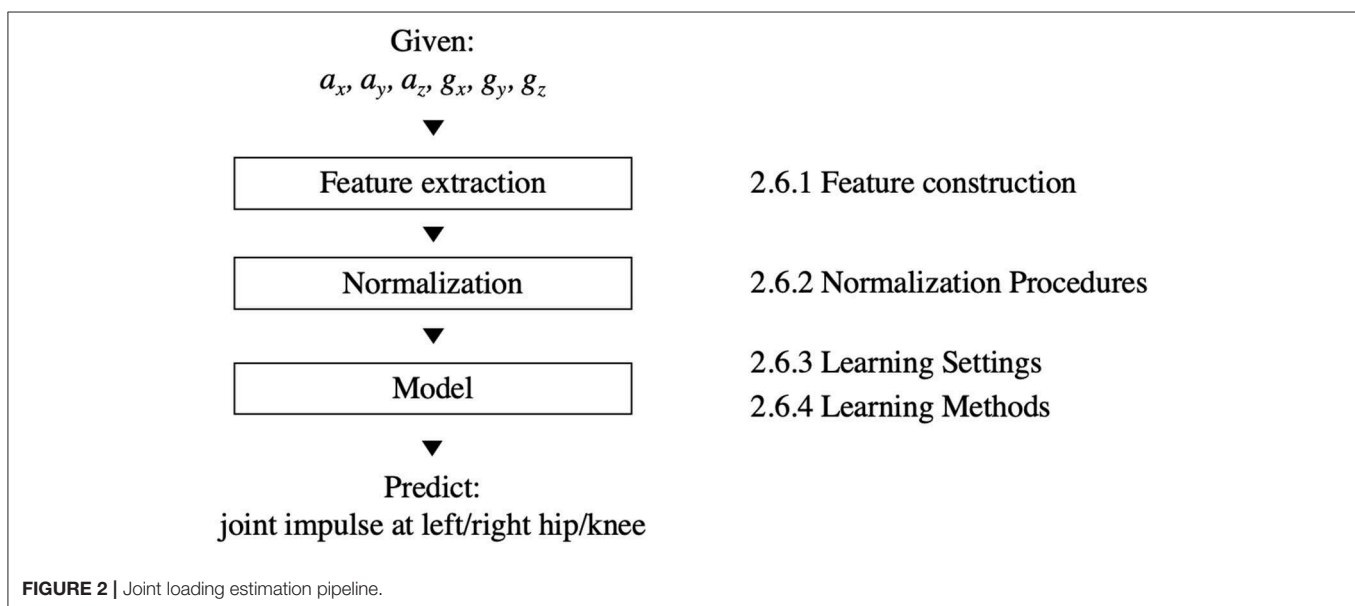 Given:
a_x, a_y, a_z, g_x, g_y, g_z
▼
Feature extraction
2.6.1 Feature construction
▼
Normalization
2.6.2 Normalization Procedures
▼
Model
2.6.3 Learning Settings
2.6.4 Learning Methods
▼
Predict:
joint impulse at left/right hip/knee
FIGURE 2 | Joint loading estimation pipeline.